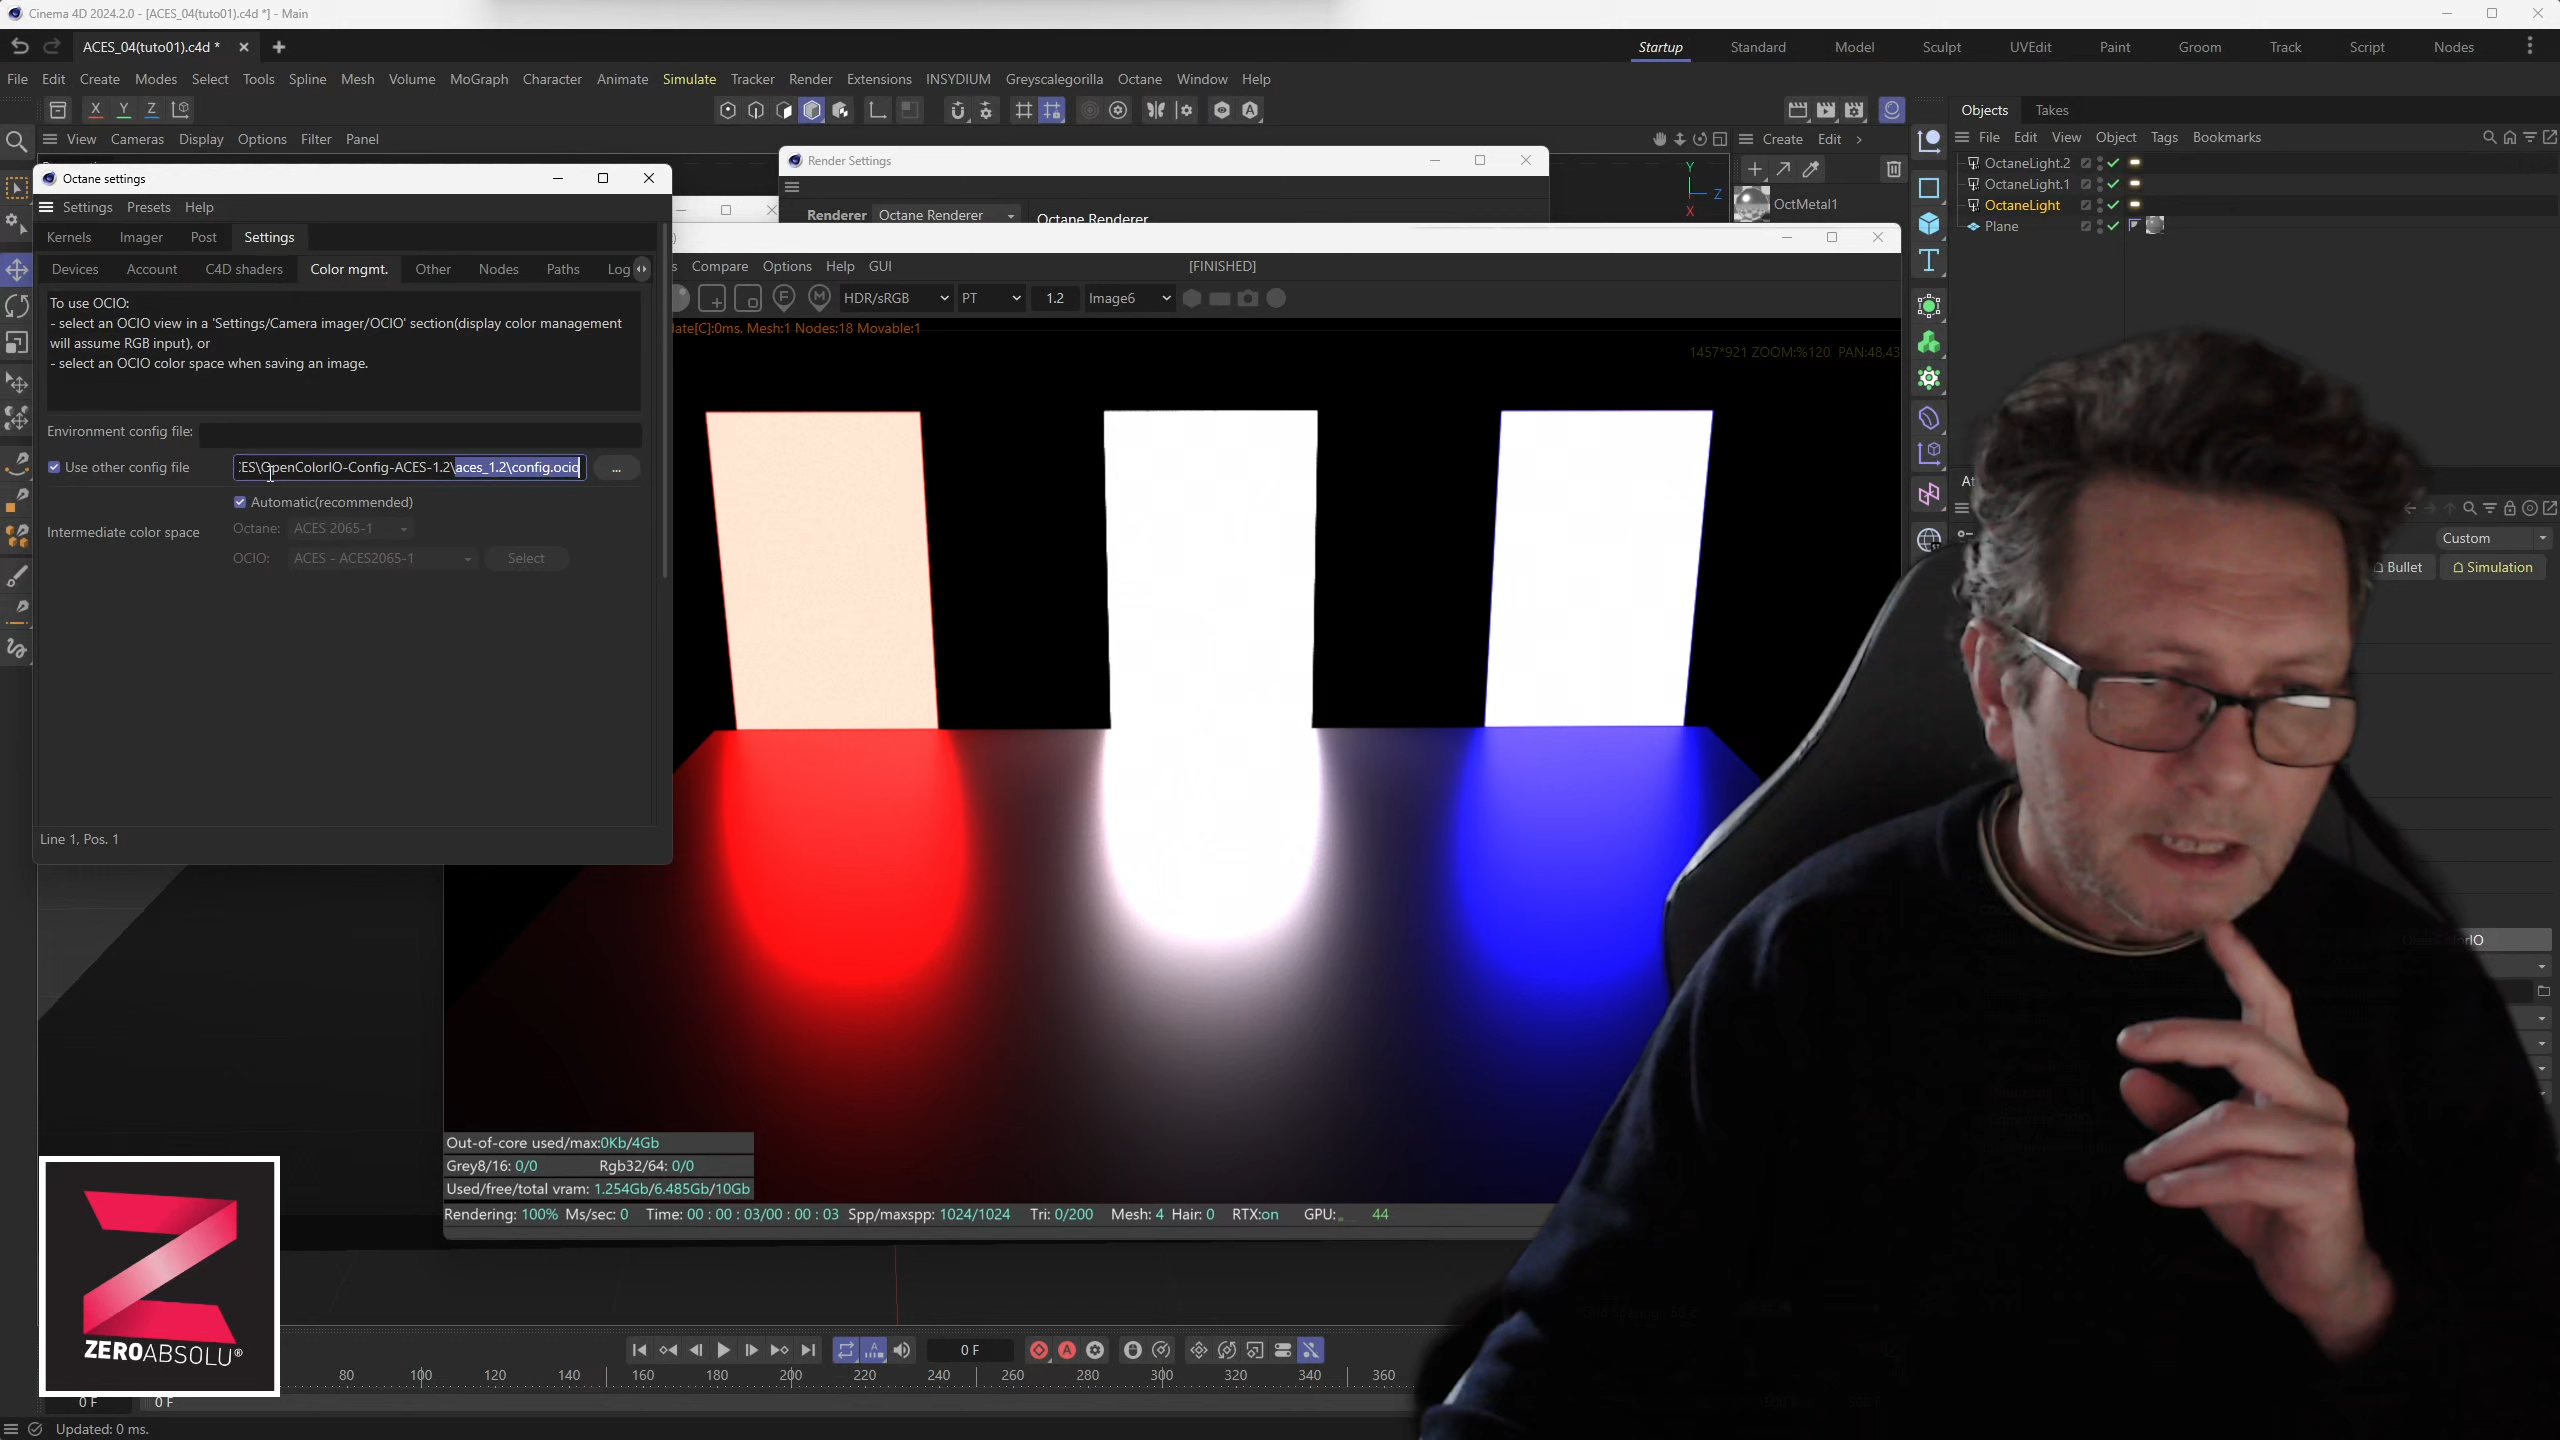 Cinema 4D 2024.2.0 - [ACES_04(tuto01).c4d *] - Main
ACES_04(tuto01).c4d *
Startup Standard Model Sculpt UVEdit Paint Groom Track Script Nodes
File Edit Create Modes Select Tools Spline Mesh Volume MoGraph Character Animate Simulate Tracker Render Extensions INSYDIUM Greyscalegorilla Octane Window Help
X Y Z
Objects Takes
View Cameras Display Options Filter Panel
Create Edit
File Edit View Object Tags Bookmarks
Render Settings
Renderer Octane Renderer
Octane Renderer
Y
Z
X
OctMetal1
OctaneLight.2
OctaneLight.1
OctaneLight
Plane
Octane settings
Settings Presets Help
Kernels Imager Post Settings
Devices Account C4D shaders Color mgmt. Other Nodes Paths Log
To use OCIO:
- select an OCIO view in a 'Settings/Camera imager/OCIO' section(display color management
will assume RGB input), or
- select an OCIO color space when saving an image.
Environment config file:
Use other config file
ES\OpenColorIO-Config-ACES-1.2\aces_1.2\config.ocio
...
Automatic(recommended)
Intermediate color space
Octane: ACES 2065-1
OCIO: ACES - ACES2065-1
Select
Line 1, Pos. 1
Compare Options Help GUI
[FINISHED]
HDR/sRGB PT 1.2 Image6
date[C]:0ms. Mesh:1 Nodes:18 Movable:1
1457*921 ZOOM:%120 PAN:48,43
Custom
Bullet Simulation
Out-of-core used/max:0Kb/4Gb
Grey8/16: 0/0 Rgb32/64: 0/0
Used/free/total vram: 1.254Gb/6.485Gb/10Gb
Rendering: 100% Ms/sec: 0 Time: 00 : 00 : 03/00 : 00 : 03 Spp/maxspp: 1024/1024 Tri: 0/200 Mesh: 4 Hair: 0 RTX:on GPU: 44
ZEROABSOLU®
0 F
80 100 120 140 160 180 200 220 240 260 280 300 320 340 360
0 F 0 F
Updated: 0 ms.